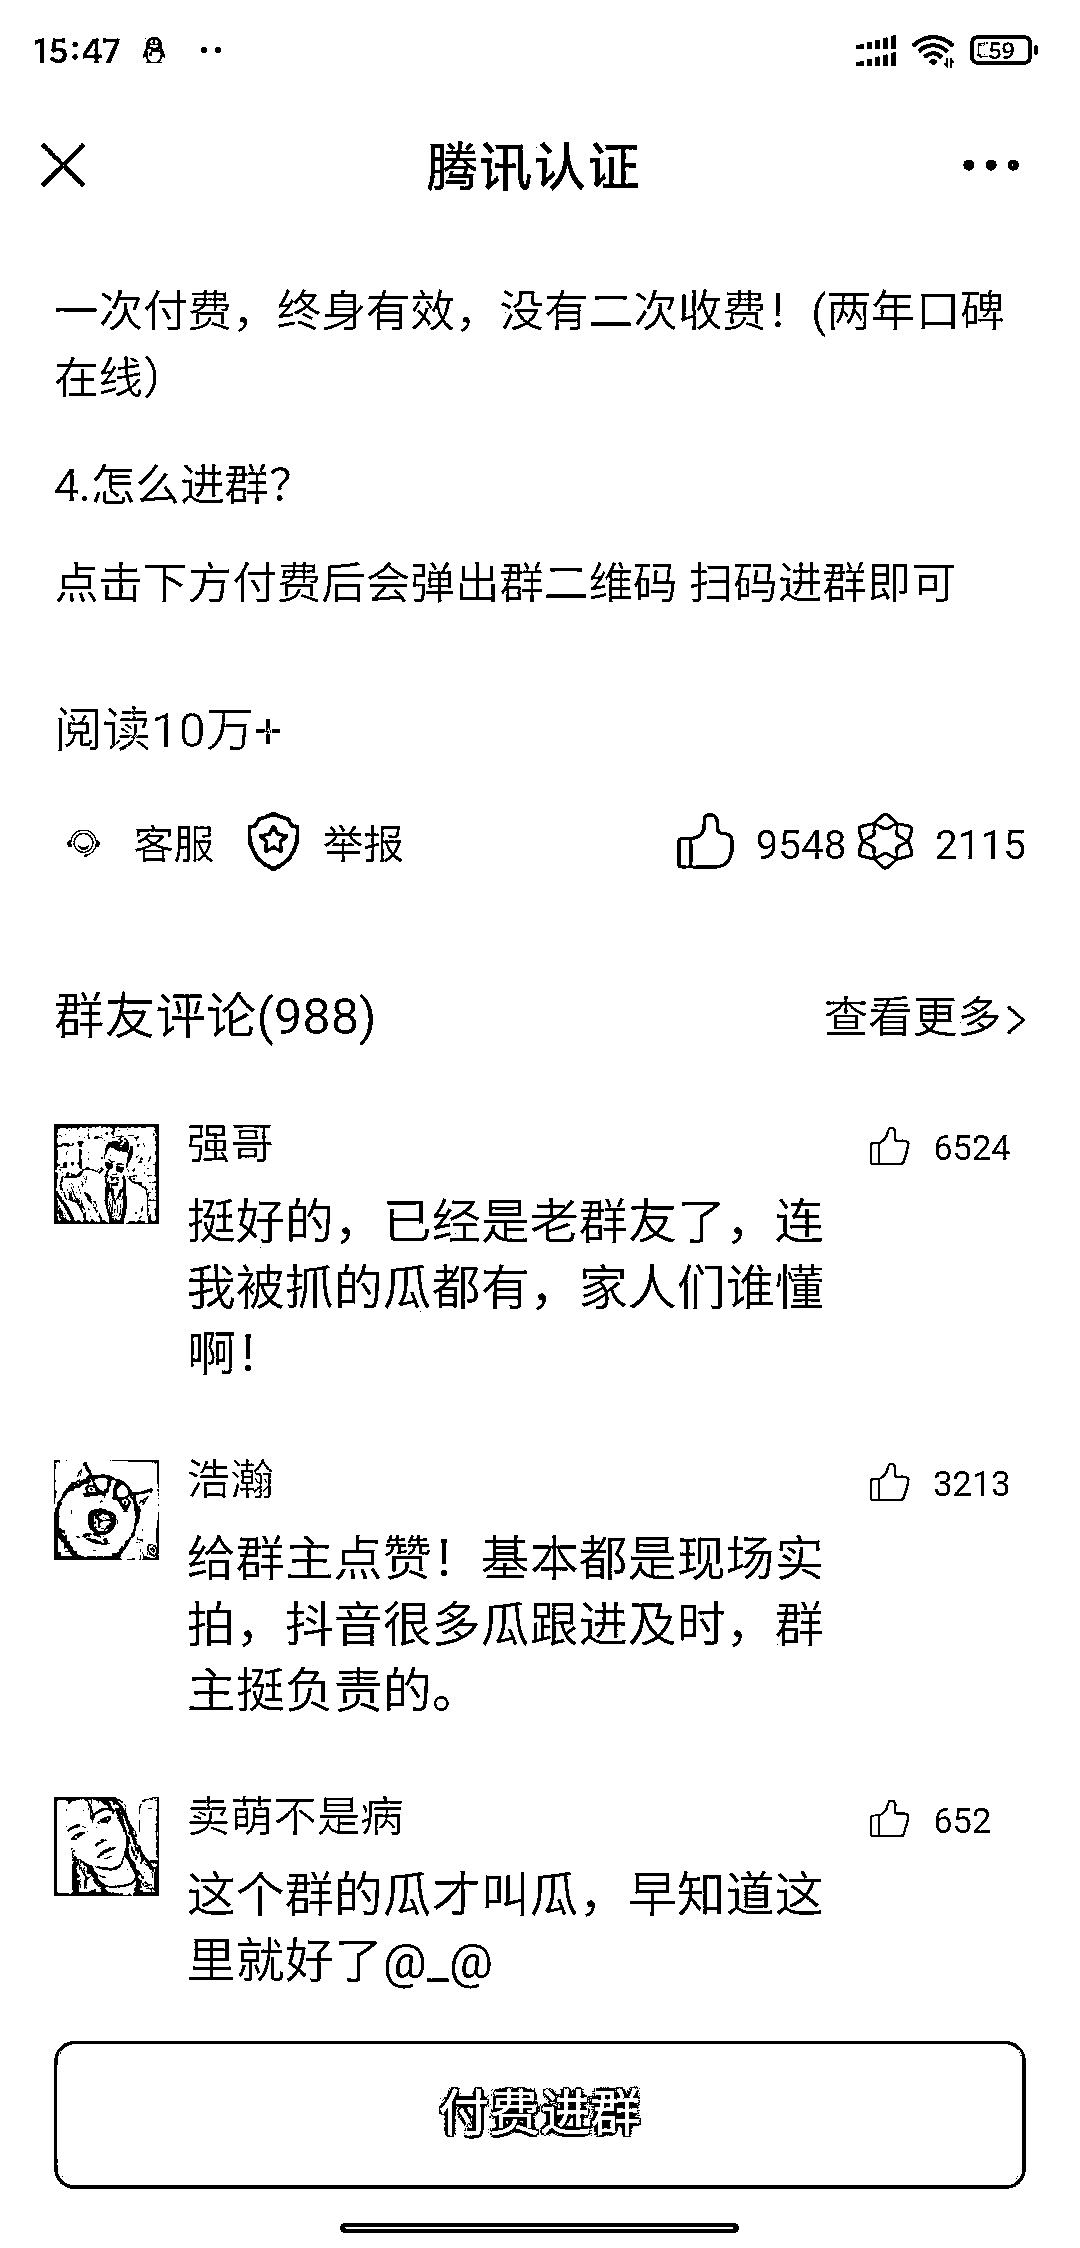 15:47
59
腾讯认证
一次付费，终身有效，没有二次收费！(两年口碑
在线）
4.怎么进群？
点击下方付费后会弹出群二维码 扫码进群即可
阅读10万+
客服 举报 9548 2115
群友评论(988) 查看更多>
强哥 6524
挺好的，已经是老群友了，连
我被抓的瓜都有，家人们谁懂
啊！
浩瀚 3213
给群主点赞！基本都是现场实
拍，抖音很多瓜跟进及时，群
主挺负责的。
卖萌不是病 652
这个群的瓜才叫瓜，早知道这
里就好了@_@
付费进群